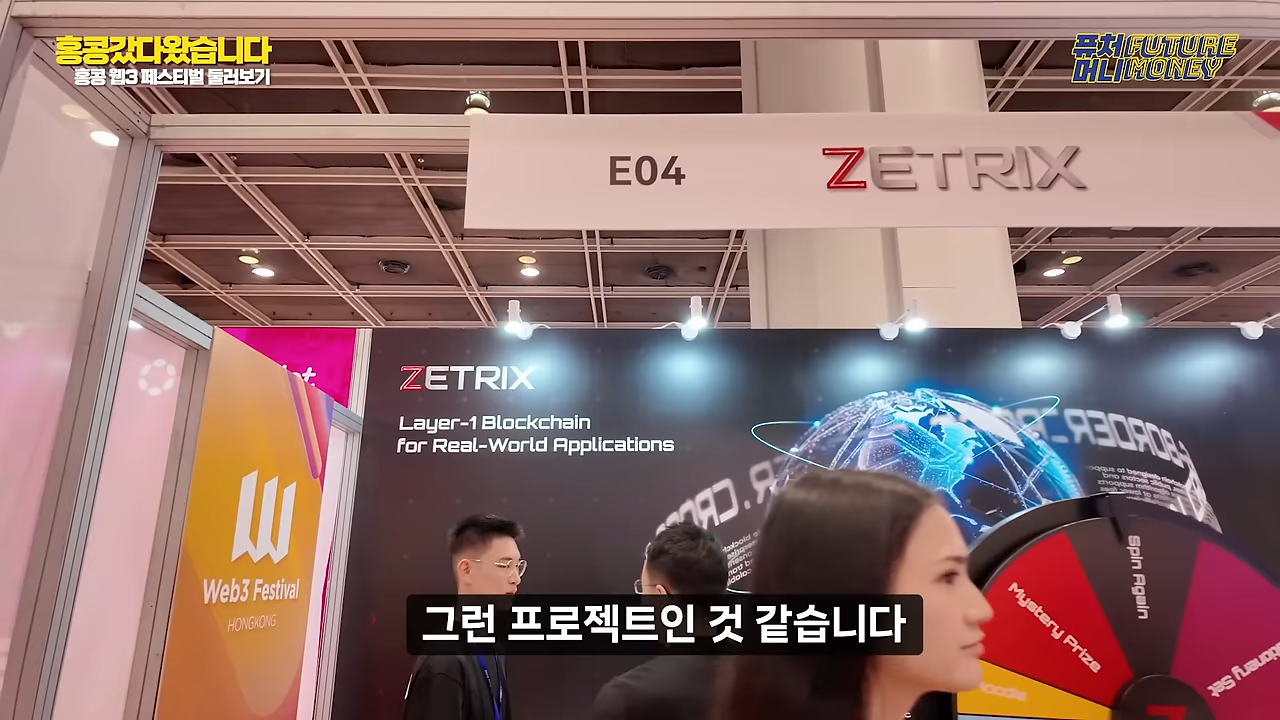 홍콩갔다왔습니다
홍콩 웹3 페스티벌 둘러보기
퓨처 FUTURE
머니 MONEY
E04
ZETRIX
ZETRIX
Layer-1 Blockchain
for Real-World Applications
Web3 Festival
HONGKONG
Spin Again
Mystery Prize
그런 프로젝트인 것 같습니다